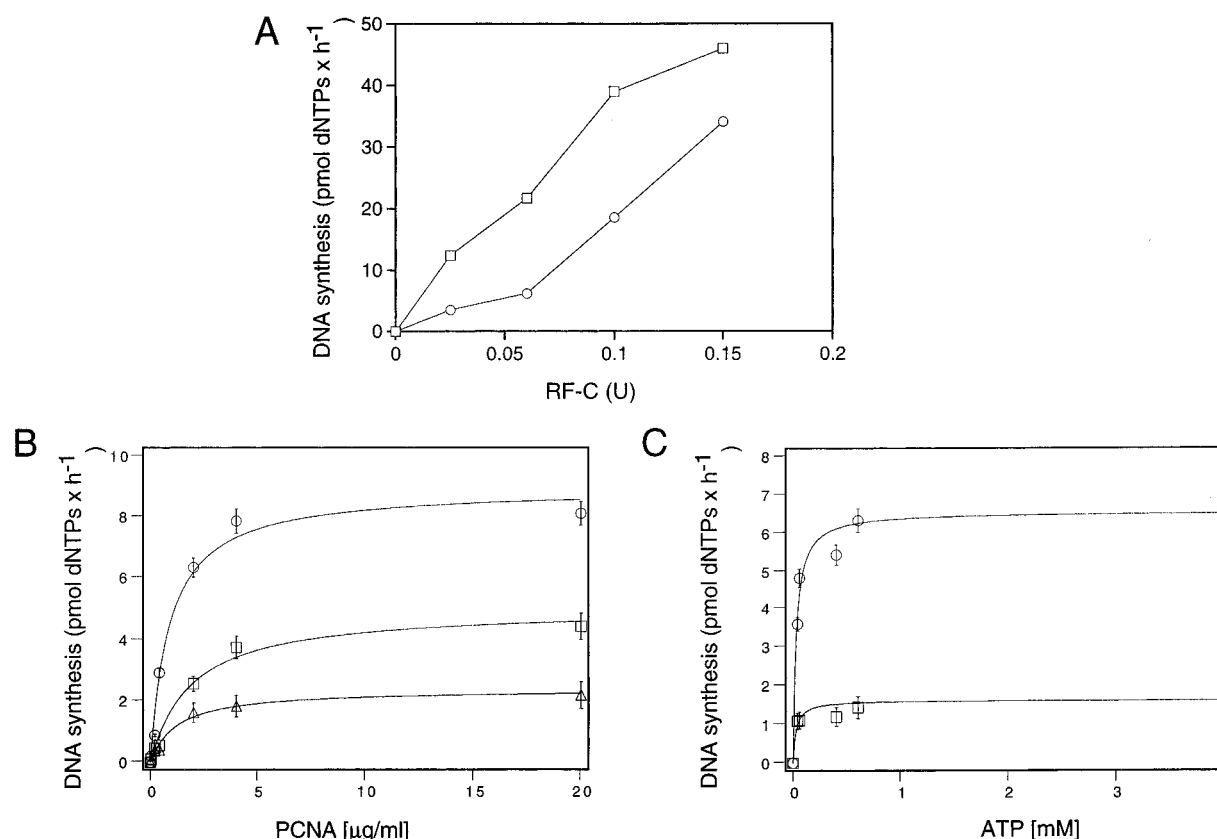 A
DNA synthesis (pmol dNTPs x h-1)
50
40
30
20
10
0
0 0.05 0.1 0.15 0.2
RF-C (U)
B
DNA synthesis (pmol dNTPs x h-1)
10
8
6
4
2
0
0 5 10 15 20
PCNA [µg/ml]
C
DNA synthesis (pmol dNTPs x h-1)
8
7
6
5
4
3
2
1
0
0 1 2 3
ATP [mM]